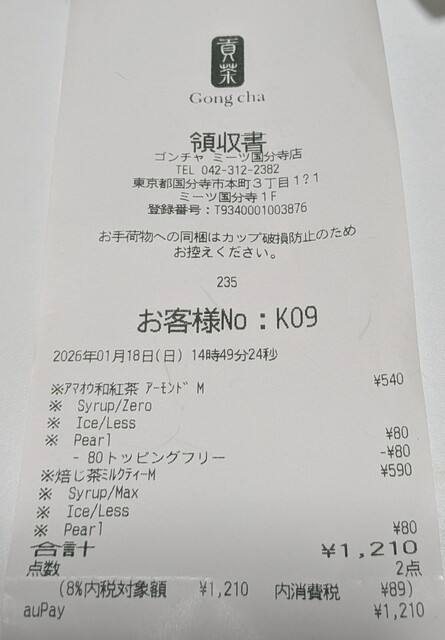 貢茶
Gong cha
領収書
ゴンチャ ミーツ国分寺店
TEL 042-312-2382
東京都国分寺市本町３丁目１?１
ミーツ国分寺１F
登録番号：T9340001003876
お手荷物への同梱はカップ破損防止のため
お控えください。
235
お客様No：K09
2026年01月18日(日) 14時49分24秒
※ｱﾏｵｳ和紅茶 ｱｰﾓﾝﾄﾞ M ¥540
※ Syrup/Zero
※ Ice/Less
※ Pearl ¥80
- 80トッピングフリー -¥80
※焙じ茶ﾐﾙｸﾃｨｰM ¥590
※ Syrup/Max
※ Ice/Less
※ Pearl ¥80
合計 ¥1,210
点数 2点
(8%内税対象額 ¥1,210 内消費税 ¥89)
auPay ¥1,210